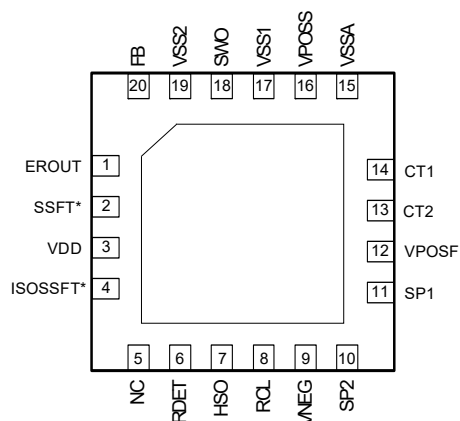 FB VSS2 SWO VSS1 VPOSS VSSA
20 19 18 17 16 15
EROUT 1
14 CT1
SSFT* 2
13 CT2
VDD 3
12 VPOSF
ISOSSFT* 4
11 SP1
5 6 7 8 9 10
NC RDET HSO RCL VNEG SP2